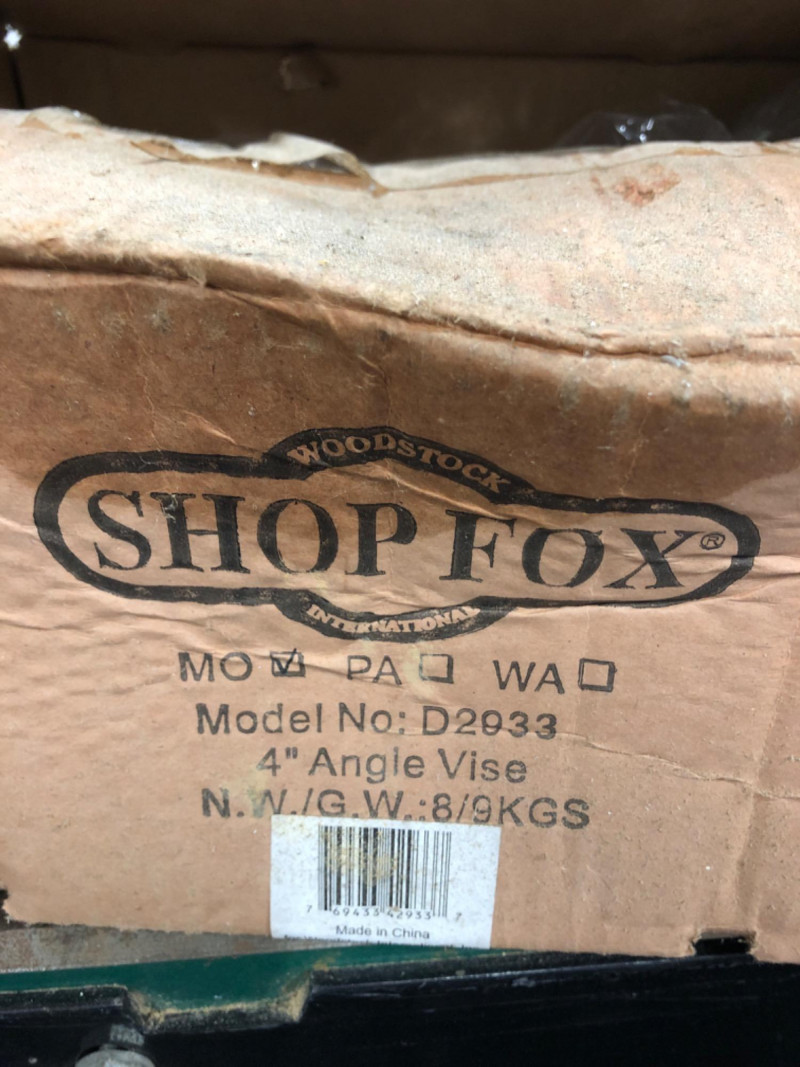 WOODSTOCK
SHOP FOX®
INTERNATIONAL
MO ☑ PA ☐ WA ☐
Model No: D2933
4" Angle Vise
N.W./G.W.:8/9KGS
7 69433 42933 7
Made in China